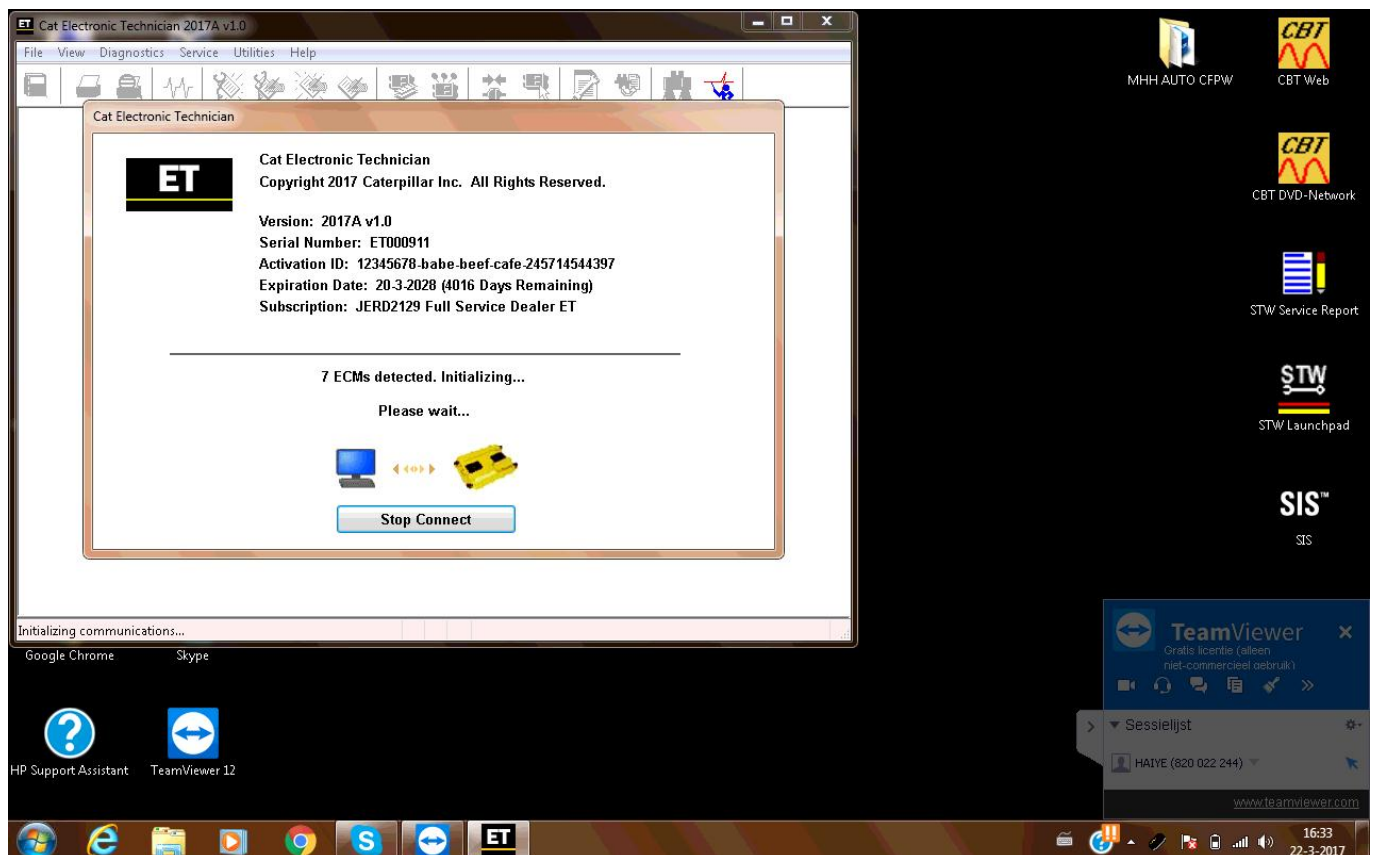 ET Cat Electronic Technician 2017A v1.0
File View Diagnostics Service Utilities Help
Cat Electronic Technician
ET
Cat Electronic Technician
Copyright 2017 Caterpillar Inc. All Rights Reserved.
Version: 2017A v1.0
Serial Number: ET000911
Activation ID: 12345678-babe-beef-cafe-245714544397
Expiration Date: 20-3-2028 (4016 Days Remaining)
Subscription: JERD2129 Full Service Dealer ET
7 ECMs detected. Initializing...
Please wait...
Stop Connect
Initializing communications...
Google Chrome
Skype
HP Support Assistant
TeamViewer 12
MHH AUTO CFPW
CBT
CBT Web
CBT
CBT DVD-Network
STW Service Report
STW
STW Launchpad
SIS™
SIS
TeamViewer
Gratis licentie (alleen
niet-commercieel gebruik)
Sessielijst
HAIYE (820 022 244)
www.teamviewer.com
ET
16:33
22-3-2017